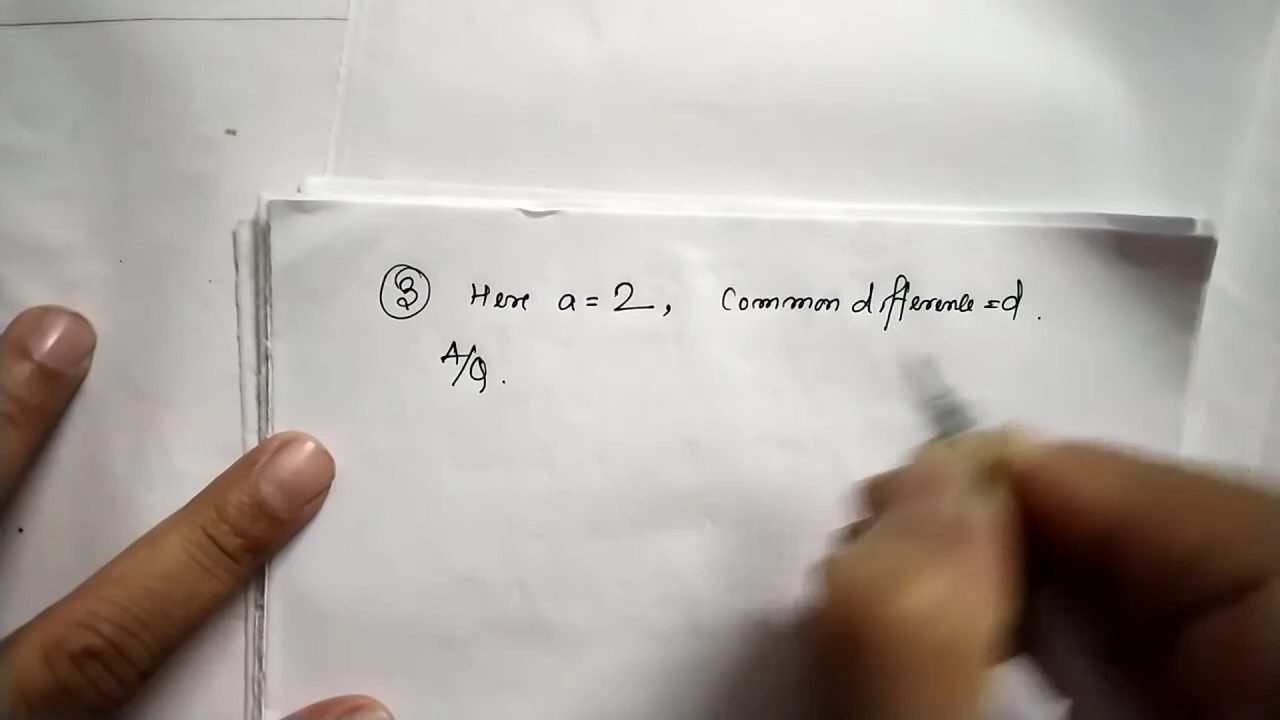 ③ Here a = 2, Common difference = d.
A/Q.